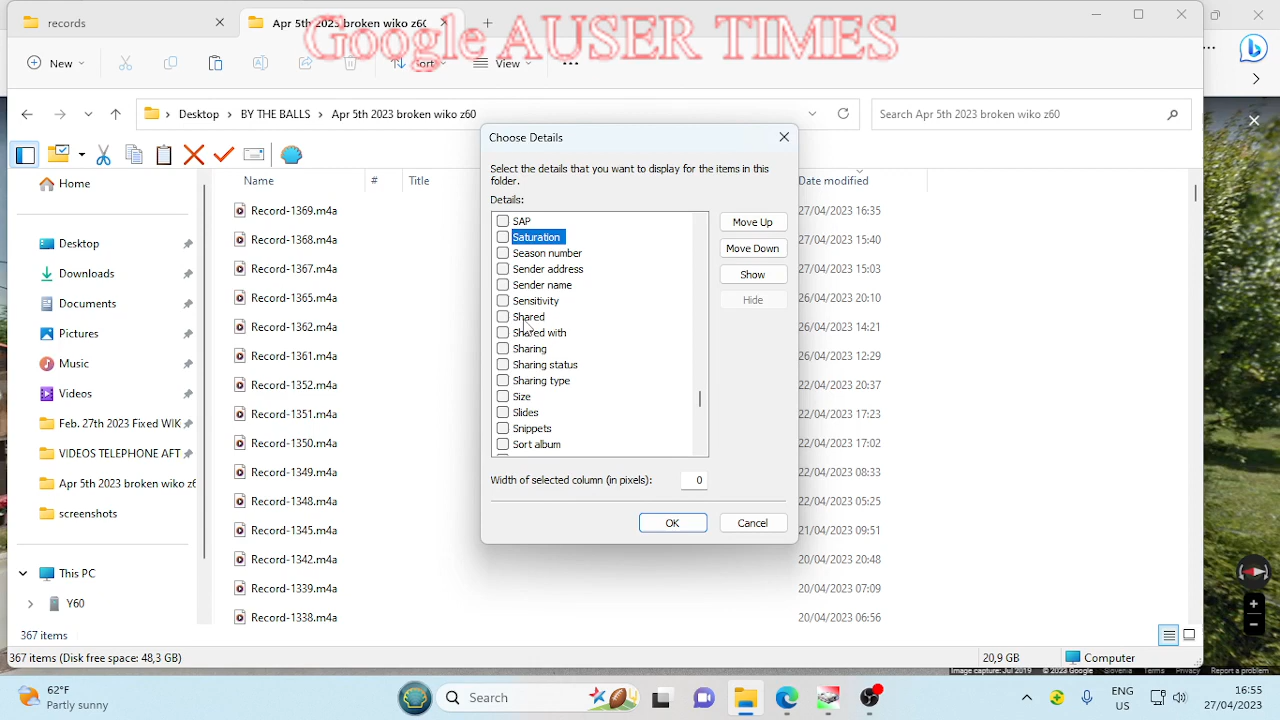 records
Apr 5th 2023 broken wiko z60
Google AUSER TIMES
New
Sort
View
Desktop > BY THE BALLS > Apr 5th 2023 broken wiko z60
Search Apr 5th 2023 broken wiko z60
Choose Details
Select the details that you want to display for the items in this
folder.
Details:
SAP
Saturation
Season number
Sender address
Sender name
Sensitivity
Shared
Shared with
Sharing
Sharing status
Sharing type
Size
Slides
Snippets
Sort album
Move Up
Move Down
Show
Hide
Width of selected column (in pixels): 0
OK
Cancel
Home
Desktop
Downloads
Documents
Pictures
Music
Videos
Feb. 27th 2023 Fixed WIK
VIDEOS TELEPHONE AFT
Apr 5th 2023 broken wiko z
screenshots
This PC
Y60
Name # Title Date modified
Record-1369.m4a 27/04/2023 16:35
Record-1368.m4a 27/04/2023 15:40
Record-1367.m4a 27/04/2023 15:03
Record-1365.m4a 26/04/2023 20:10
Record-1362.m4a 26/04/2023 14:21
Record-1361.m4a 26/04/2023 12:29
Record-1352.m4a 22/04/2023 20:37
Record-1351.m4a 22/04/2023 17:23
Record-1350.m4a 22/04/2023 17:02
Record-1349.m4a 22/04/2023 08:33
Record-1348.m4a 22/04/2023 05:25
Record-1345.m4a 21/04/2023 09:51
Record-1342.m4a 20/04/2023 20:48
Record-1339.m4a 20/04/2023 07:09
Record-1338.m4a 20/04/2023 06:56
367 items
367 items (Disk free space: 48,3 GB) 20,9 GB Computer
Image capture: Jul 2019 © 2023 Google Slovenia Terms Privacy Report a problem
62°F
Partly sunny
Search
ENG
US
16:55
27/04/2023